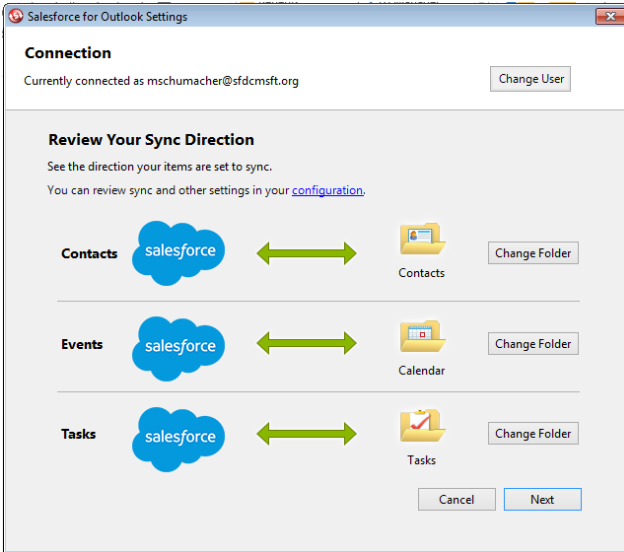 Salesforce for Outlook Settings
Connection
Currently connected as mschumacher@sfdcmsft.org
Change User
Review Your Sync Direction
See the direction your items are set to sync.
You can review sync and other settings in your configuration.
Contacts salesforce Contacts Change Folder
Events salesforce Calendar Change Folder
Tasks salesforce Tasks Change Folder
Cancel Next